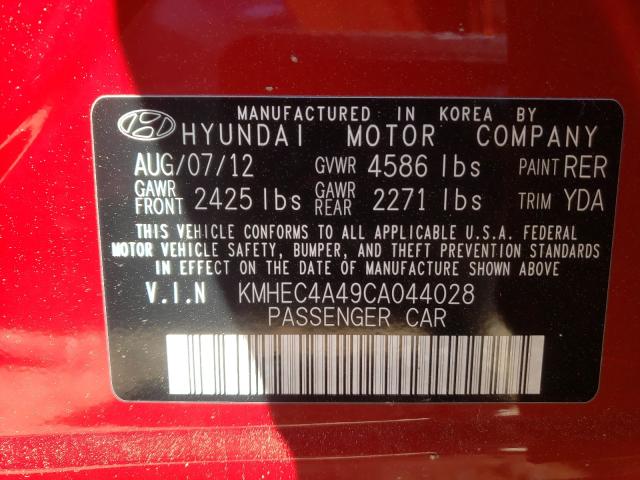 MANUFACTURED IN KOREA BY
HYUNDAI MOTOR COMPANY
AUG/07/12 GVWR 4586 lbs PAINT RER
GAWR FRONT 2425 lbs GAWR REAR 2271 lbs TRIM YDA
THIS VEHICLE CONFORMS TO ALL APPLICABLE U.S.A. FEDERAL
MOTOR VEHICLE SAFETY, BUMPER, AND THEFT PREVENTION STANDARDS
IN EFFECT ON THE DATE OF MANUFACTURE SHOWN ABOVE
V.I.N KMHEC4A49CA044028
PASSENGER CAR